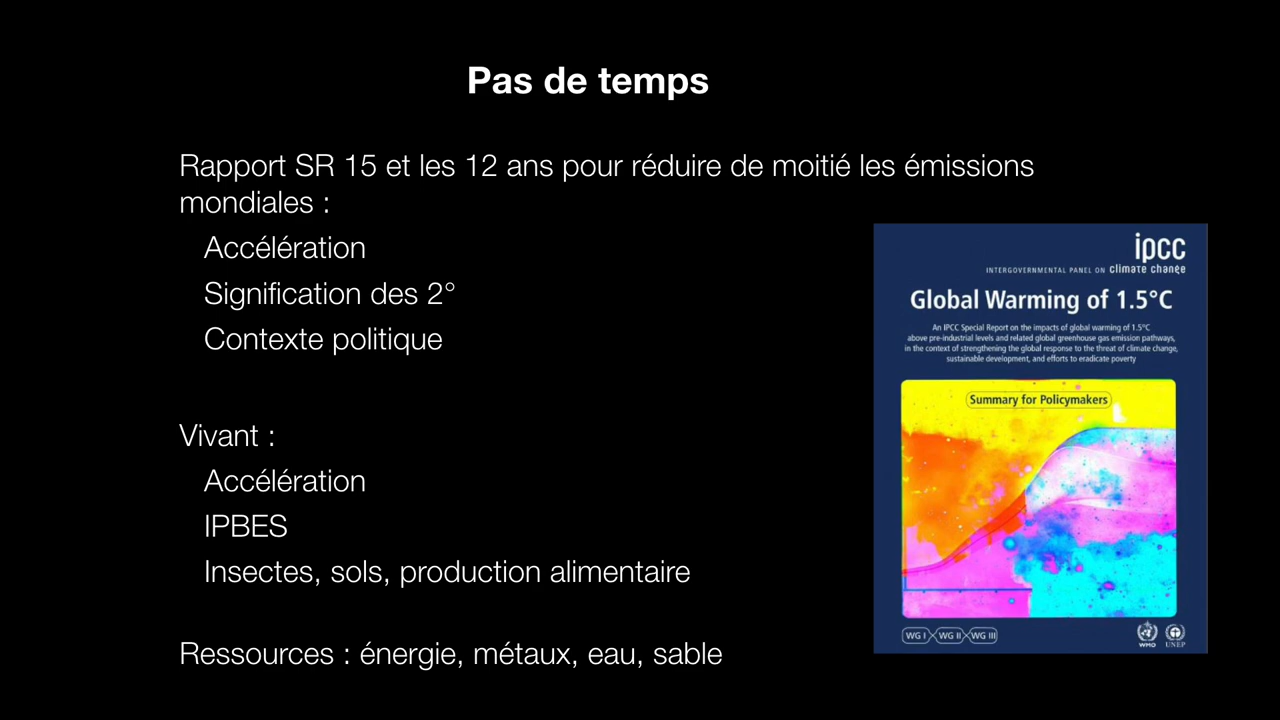 Pas de temps
Rapport SR 15 et les 12 ans pour réduire de moitié les émissions
mondiales :
Accélération
Signification des 2°
Contexte politique
Vivant :
Accélération
IPBES
Insectes, sols, production alimentaire
Ressources : énergie, métaux, eau, sable
ipcc
INTERGOVERNMENTAL PANEL ON climate change
Global Warming of 1.5°C
An IPCC Special Report on the impacts of global warming of 1.5°C
above pre-industrial levels and related global greenhouse gas emission pathways,
in the context of strengthening the global response to the threat of climate change,
sustainable development, and efforts to eradicate poverty
Summary for Policymakers
WG I WG II WG III
WMO UNEP